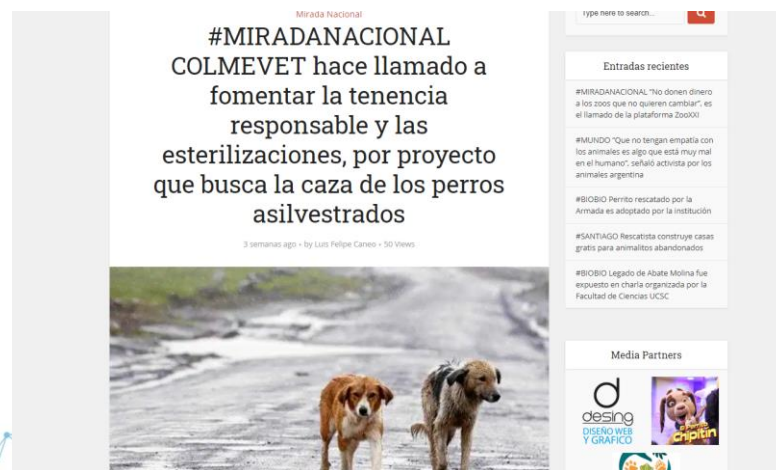 Mirada Nacional
#MIRADANACIONAL
COLMEVET hace llamado a
fomentar la tenencia
responsable y las
esterilizaciones, por proyecto
que busca la caza de los perros
asilvestrados
3 semanas ago • by Luis Felipe Caneo • 50 Views
Type here to search...
Entradas recientes
#MIRADANACIONAL "No donen dinero
a los zoos que no quieren cambiar", es
el llamado de la plataforma ZooXXI
#MUNDO "Que no tengan empatía con
los animales es algo que está muy mal
en el humano", señaló activista por los
animales argentina
#BIOBIO Perrito rescatado por la
Armada es adoptado por la institución
#SANTIAGO Rescatista construye casas
gratis para animalitos abandonados
#BIOBIO Legado de Abate Molina fue
expuesto en charla organizada por la
Facultad de Ciencias UCSC
Media Partners
desing
DISEÑO WEB
Y GRAFICO
chipitin